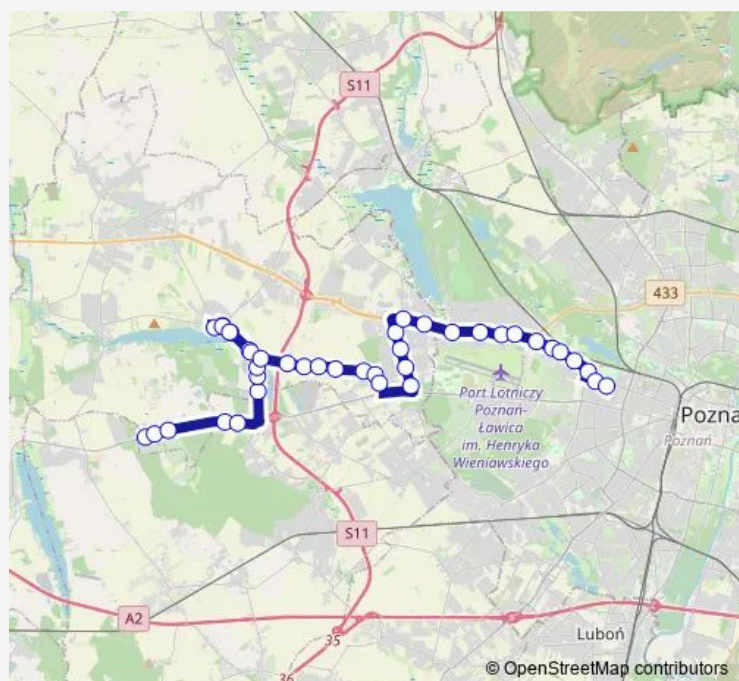 S11
433
Port Lotniczy
Poznań-
Ławica
im. Henryka
Wieniawskiego
Pozna
Poznań
S11
A2
35
Luboń
36
© OpenStreetMap contributors